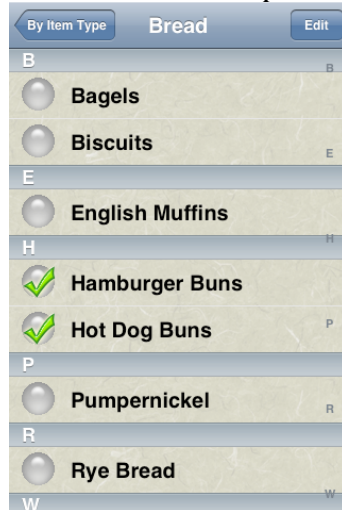 By Item Type Bread Edit
B
Bagels
Biscuits
E
English Muffins
H
Hamburger Buns
Hot Dog Buns
P
Pumpernickel
R
Rye Bread
W
B
E
H
P
R
W